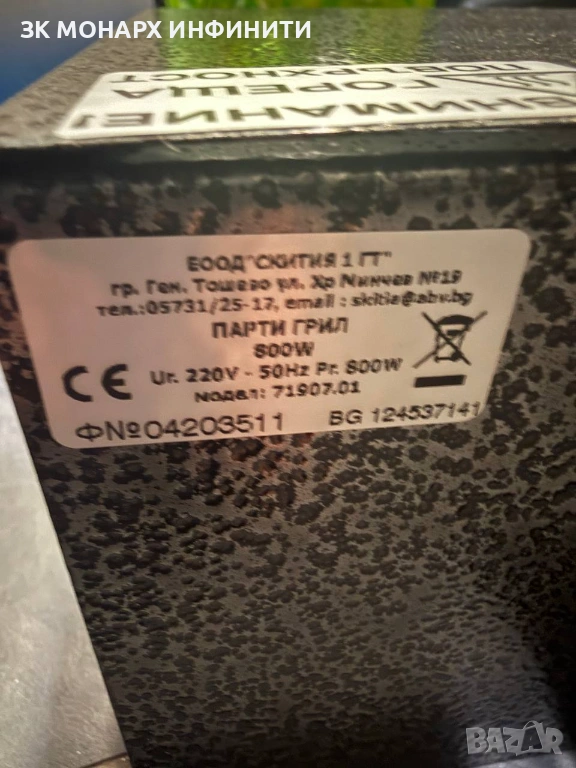 ЗК МОНАРХ ИНФИНИТИ
ВНИМАНИЕ!
ГОРЕЩА
ПОВЪРХНОСТ
ЕООД"СКИТИЯ 1 ГТ"
гр. Ген. Тошево ул. Хр Минчев №19
тел.:05731/25-17, email : skitia@abv.bg
ПАРТИ ГРИЛ
800W
Ur. 220V - 50Hz Pr. 800W
модел: 71907.01
CE
ФNo04203511 BG 124537141
BAZAR